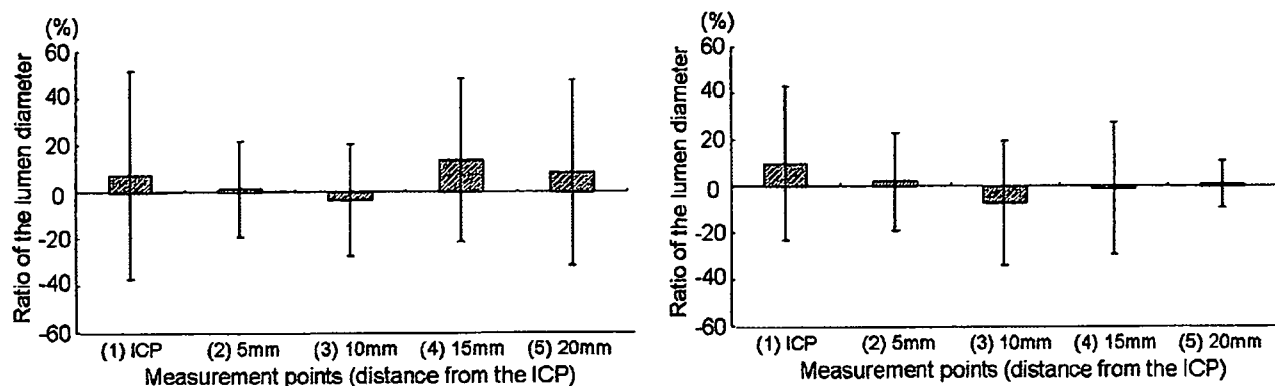 (%)
Ratio of the lumen diameter
60
40
20
0
-20
-40
-60
(1) ICP (2) 5mm (3) 10mm (4) 15mm (5) 20mm
Measurement points (distance from the ICP)
(%)
Ratio of the lumen diameter
60
40
20
0
-20
-40
-60
(1) ICP (2) 5mm (3) 10mm (4) 15mm (5) 20mm
Measurement points (distance from the ICP)